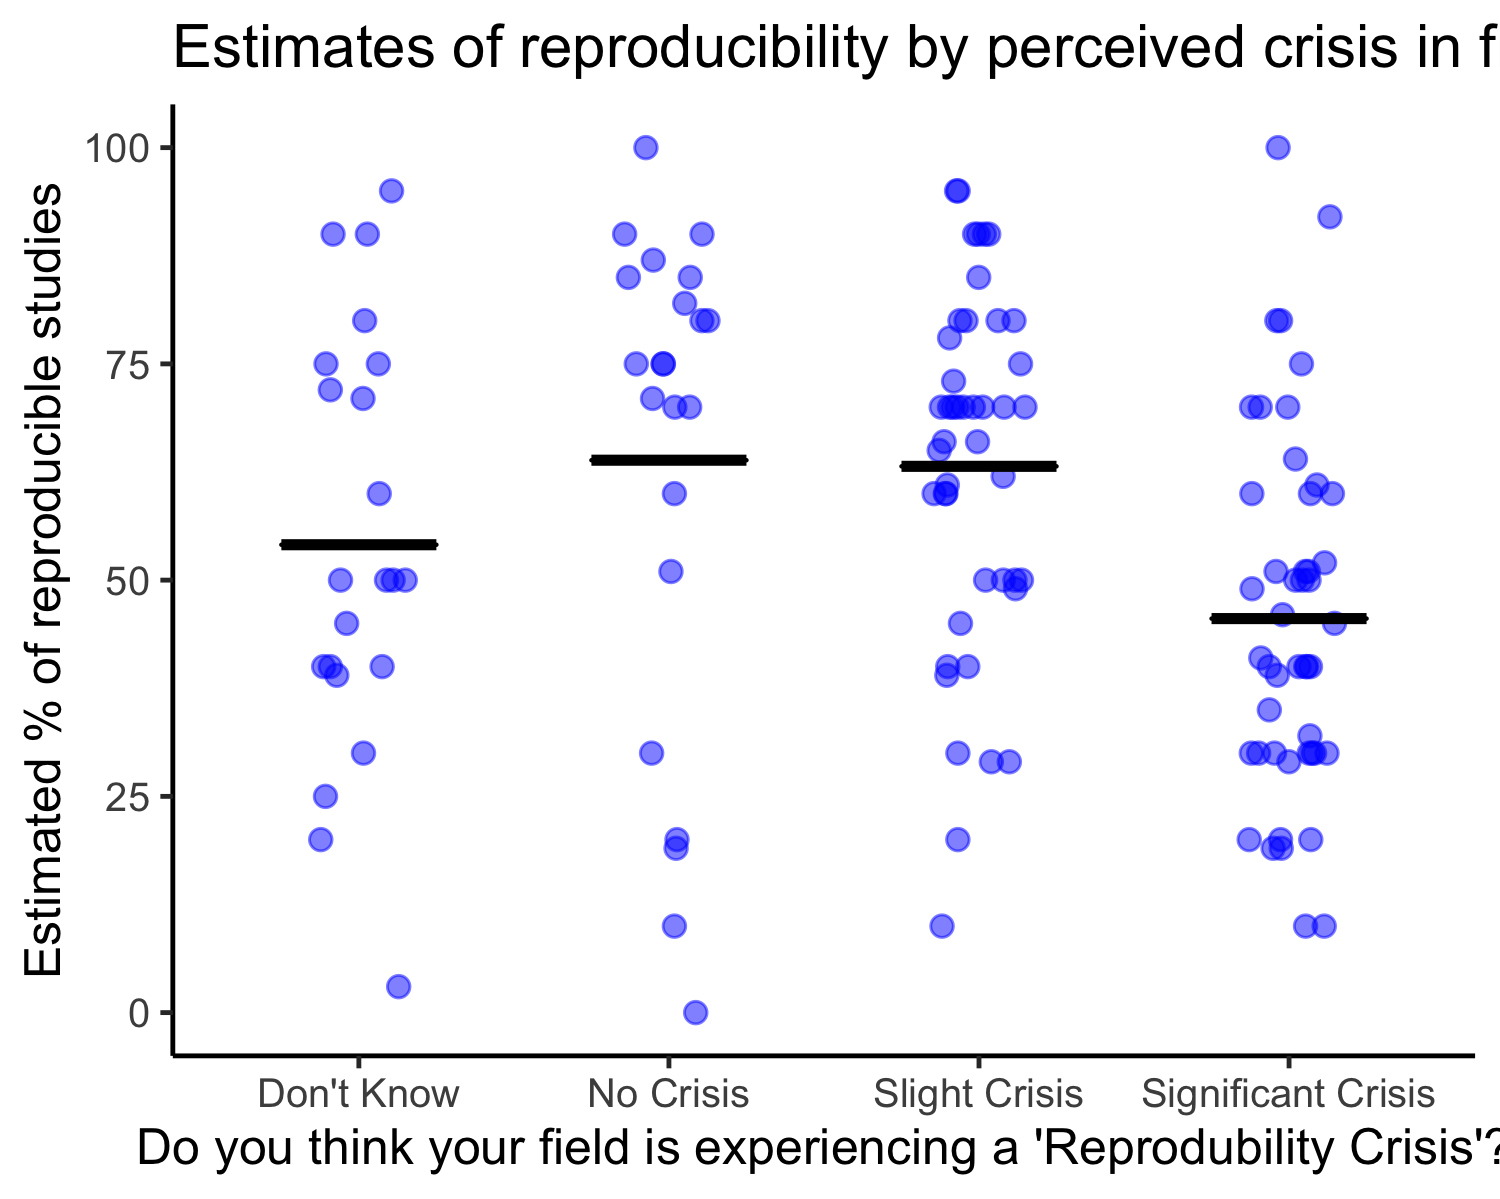 Estimates of reproducibility by perceived crisis in f
Estimated % of reproducible studies
100
75
50
25
0
Don't Know
No Crisis
Slight Crisis
Significant Crisis
Do you think your field is experiencing a 'Reprodubility Crisis'?